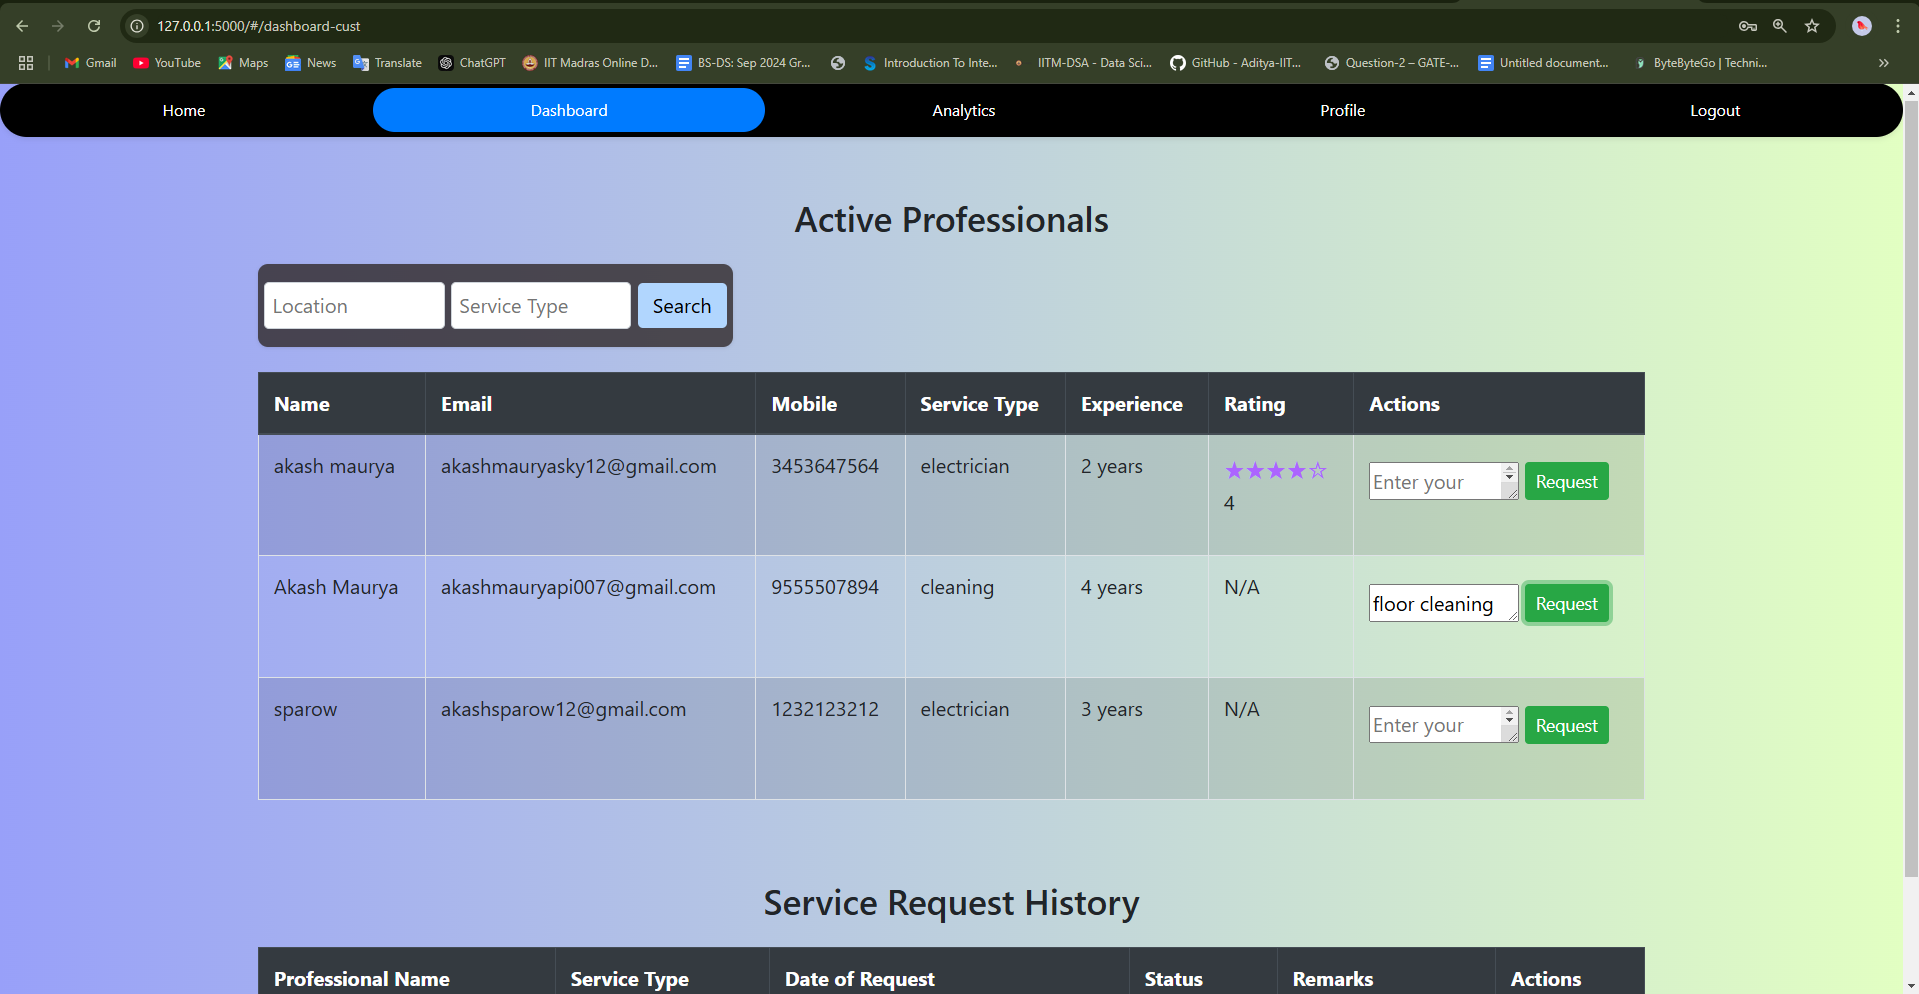 127.0.0.1:5000/#/dashboard-cust
Gmail YouTube Maps News Translate ChatGPT IIT Madras Online D... BS-DS: Sep 2024 Gr... Introduction To Inte... IITM-DSA - Data Sci... GitHub - Aditya-IIT... Question-2 – GATE-... Untitled document... ByteByteGo | Techni...
Home Dashboard Analytics Profile Logout
Active Professionals
Location Service Type Search
Name Email Mobile Service Type Experience Rating Actions
akash maurya akashmauryasky12@gmail.com 3453647564 electrician 2 years ★★★★☆ Enter your Request
4
Akash Maurya akashmauryapi007@gmail.com 9555507894 cleaning 4 years N/A floor cleaning Request
sparow akashsparow12@gmail.com 1232123212 electrician 3 years N/A Enter your Request
Service Request History
Professional Name Service Type Date of Request Status Remarks Actions